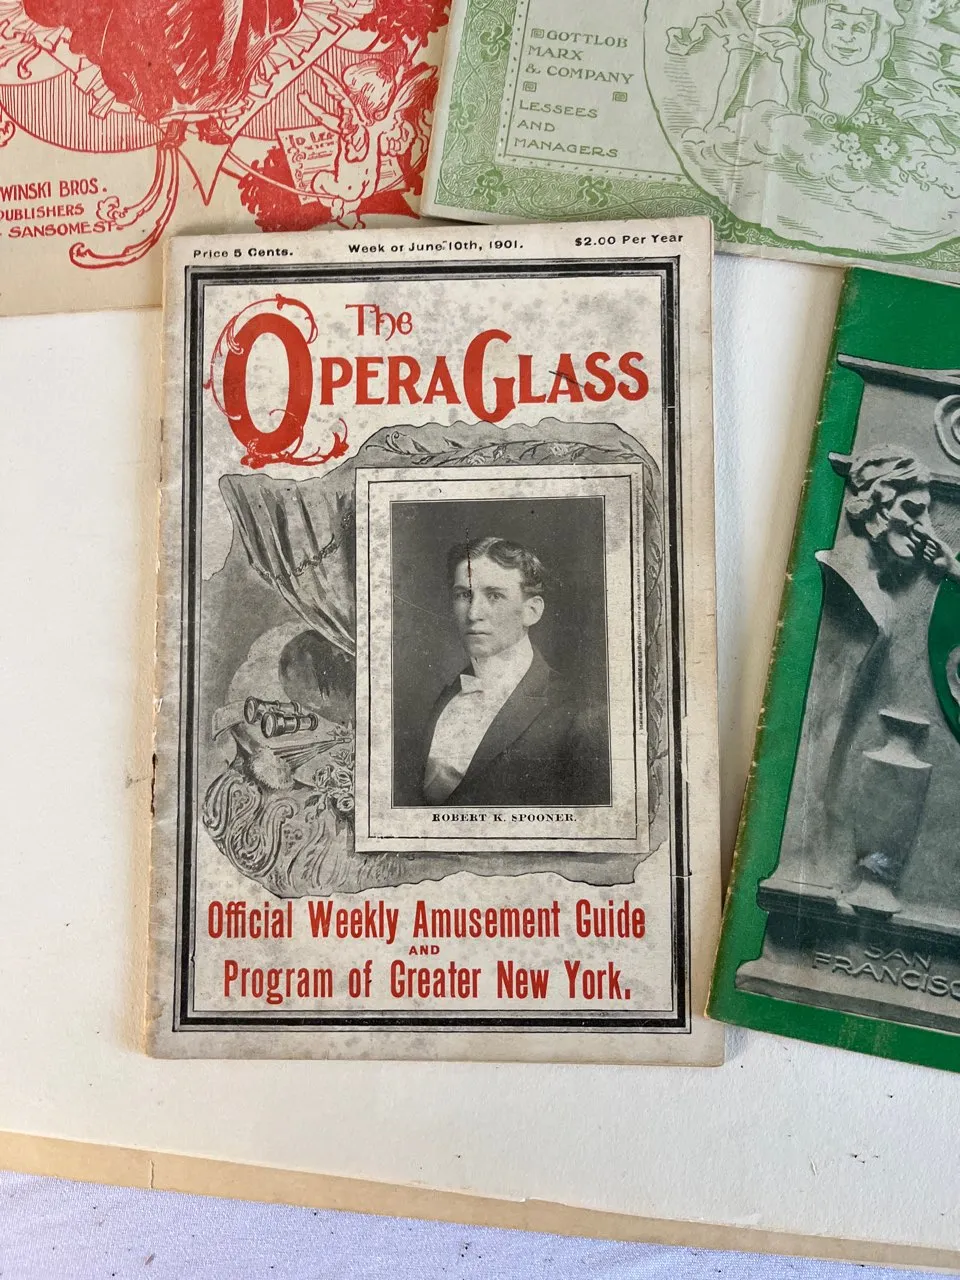 WINSKI BROS.
PUBLISHERS
SANSOME ST.
GOTTLOB
MARX
& COMPANY
LESSEES
AND
MANAGERS
Price 5 Cents. Week of June 10th, 1901. $2.00 Per Year
The
OPERA GLASS
ROBERT K. SPOONER.
Official Weekly Amusement Guide
AND
Program of Greater New York.
SAN
FRANCISC